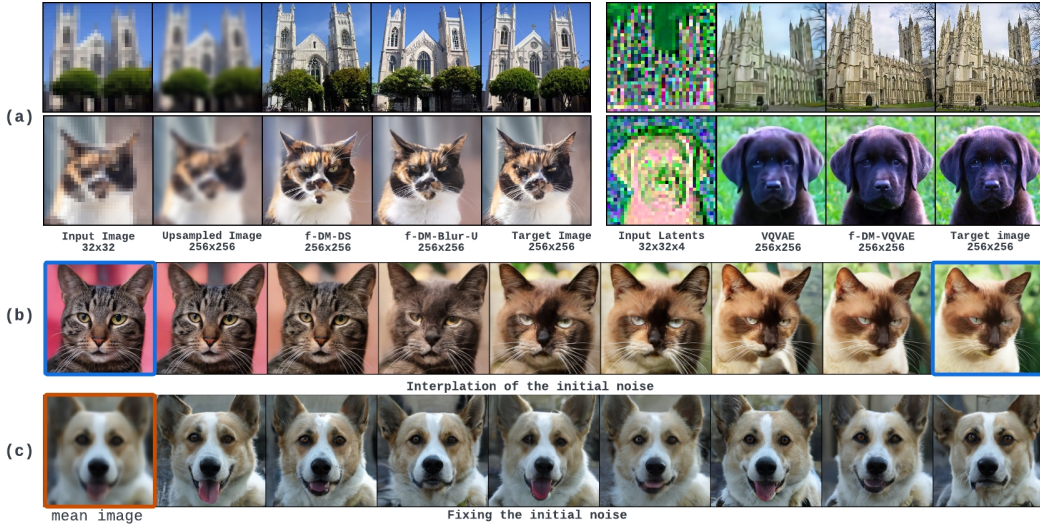 (a)
Input Image
32x32
Upsampled Image
256x256
f-DM-DS
256x256
f-DM-Blur-U
256x256
Target Image
256x256
Input Latents
32x32x4
VQVAE
256x256
f-DM-VQVAE
256x256
Target image
256x256
(b)
Interplation of the initial noise
(c)
mean image
Fixing the initial noise